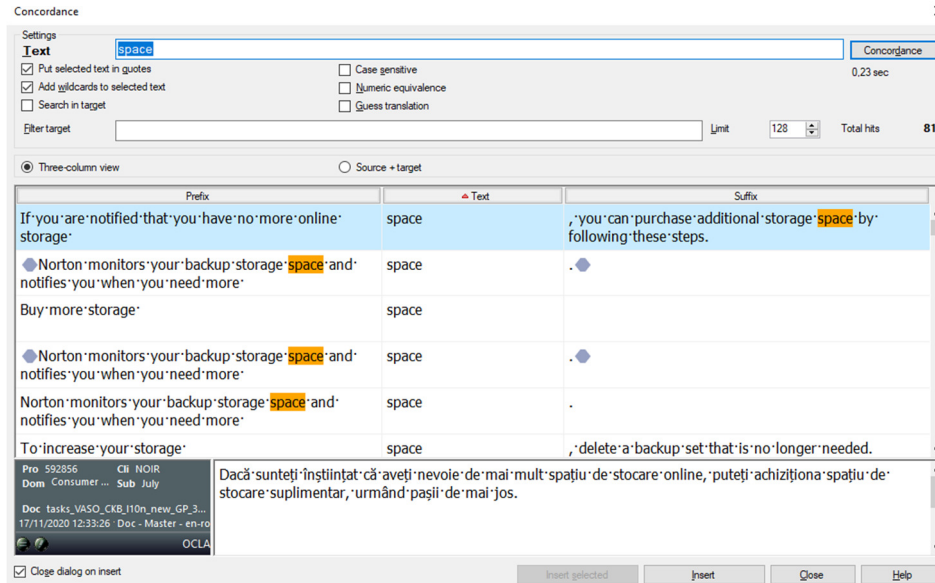 Concordance
Settings
Text space Concordance
Put selected text in quotes Case sensitive 0,23 sec
Add wildcards to selected text Numeric equivalence
Search in target Guess translation
Filter target Limit 128 Total hits 81
Three-column view Source + target
Prefix Text Suffix
If·you·are·notified·that·you·have·no·more·online· space ,·you·can·purchase·additional·storage·space·by·
storage· following·these·steps.
Norton·monitors·your·backup·storage·space·and· space .
notifies·you·when·you·need·more·
Buy·more·storage· space
Norton·monitors·your·backup·storage·space·and· space .
notifies·you·when·you·need·more·
Norton·monitors·your·backup·storage·space·and· space .
notifies·you·when·you·need·more·
To·increase·your·storage· space ,·delete·a·backup·set·that·is·no·longer·needed.
Pro 592856 Cli NOIR
Dom Consumer ... Sub July
Doc tasks_VASO_CKB_l10n_new_GP_3...
17/11/2020 12:33:26 · Doc - Master - en-ro
OCLA
Dacă·sunteți·înștiințat·că·aveți·nevoie·de·mai·mult·spațiu·de·stocare·online,·puteți·achiziționa·spațiu·de·
stocare·suplimentar,·urmând·pașii·de·mai·jos.
Close dialog on insert Insert selected Insert Close Help